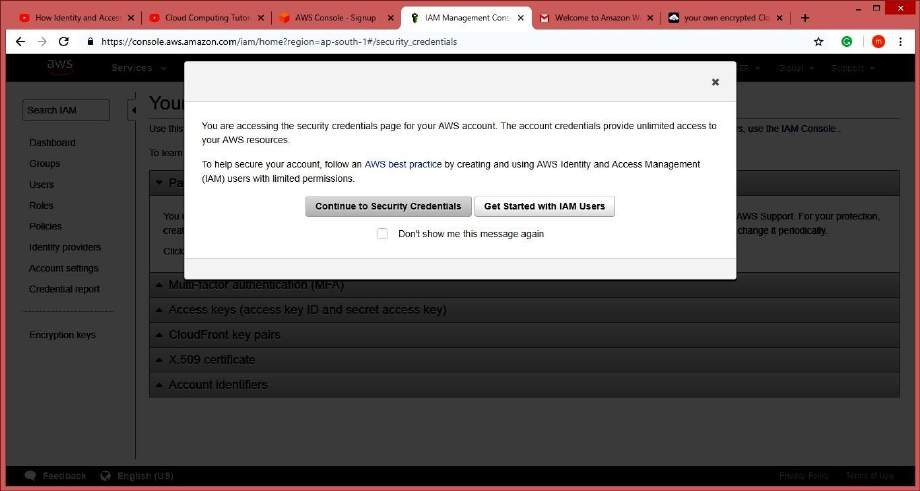 How Identity and Access
Cloud Computing Tutor
AWS Console - Signup
IAM Management Cons
Welcome to Amazon W
your own encrypted Clo
https://console.aws.amazon.com/iam/home?region=ap-south-1#/security_credentials
m
aws
Services
Global
Support
Search IAM
Dashboard
Groups
Users
Roles
Policies
Identity providers
Account settings
Credential report
Encryption keys
You
Use this
s, use the IAM Console.
To learn
Pa
You
AWS Support. For your protection,
creat
change it periodically.
Click
You are accessing the security credentials page for your AWS account. The account credentials provide unlimited access to
your AWS resources.
To help secure your account, follow an AWS best practice by creating and using AWS Identity and Access Management
(IAM) users with limited permissions.
Continue to Security Credentials
Get Started with IAM Users
Don't show me this message again
Multi-factor authentication (MFA)
Access keys (access key ID and secret access key)
CloudFront key pairs
X.509 certificate
Account identifiers
Feedback
English (US)
Privacy Policy
Terms of Use